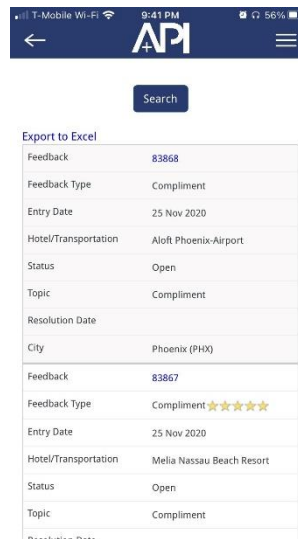 T-Mobile Wi-Fi 9:41 PM 56%
API
Search
Export to Excel
Feedback 83868
Feedback Type Compliment
Entry Date 25 Nov 2020
Hotel/Transportation Aloft Phoenix-Airport
Status Open
Topic Compliment
Resolution Date
City Phoenix (PHX)
Feedback 83867
Feedback Type Compliment
Entry Date 25 Nov 2020
Hotel/Transportation Melia Nassau Beach Resort
Status Open
Topic Compliment
Resolution Date